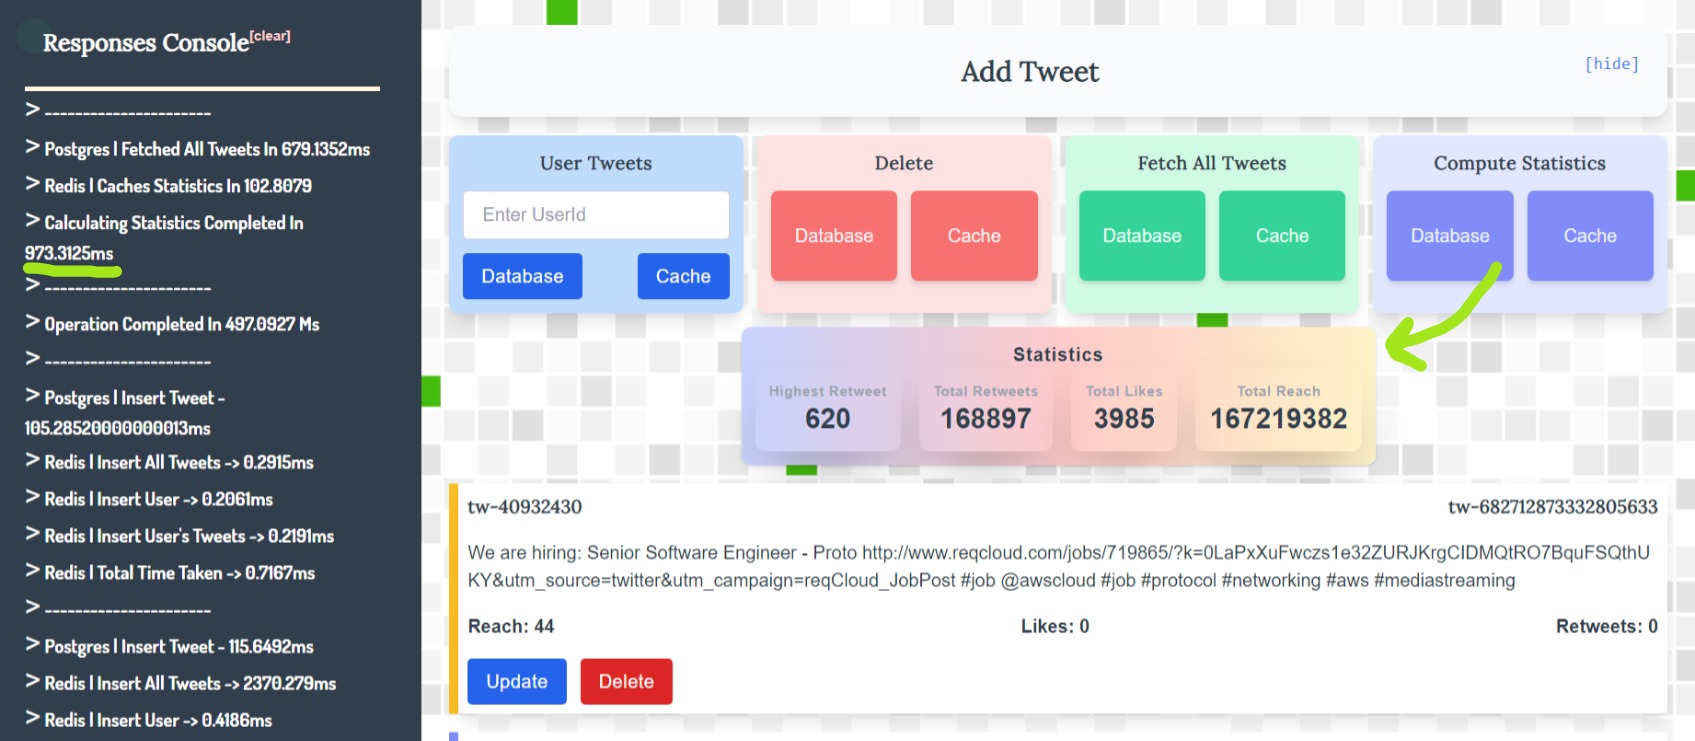 Responses Console[clear]
> ----------------------
> Postgres | Fetched All Tweets In 679.1352ms
> Redis | Caches Statistics In 102.8079
> Calculating Statistics Completed In
973.3125ms
> ----------------------
> Operation Completed In 497.0927 Ms
> ----------------------
> Postgres | Insert Tweet -
105.28520000000013ms
> Redis | Insert All Tweets -> 0.2915ms
> Redis | Insert User -> 0.2061ms
> Redis | Insert User's Tweets -> 0.2191ms
> Redis | Total Time Taken -> 0.7167ms
> ----------------------
> Postgres | Insert Tweet - 115.6492ms
> Redis | Insert All Tweets -> 2370.279ms
> Redis | Insert User -> 0.4186ms
Add Tweet
[hide]
User Tweets
Enter UserId
Database Cache
Delete
Database Cache
Fetch All Tweets
Database Cache
Compute Statistics
Database Cache
Statistics
Highest Retweet Total Retweets Total Likes Total Reach
620 168897 3985 167219382
tw-40932430 tw-682712873332805633
We are hiring: Senior Software Engineer - Proto http://www.reqcloud.com/jobs/719865/?k=0LaPxXuFwczs1e32ZURJKrgCIDMQtRO7BquFSQthU
KY&utm_source=twitter&utm_campaign=reqCloud_JobPost #job @awscloud #job #protocol #networking #aws #mediastreaming
Reach: 44 Likes: 0 Retweets: 0
Update Delete